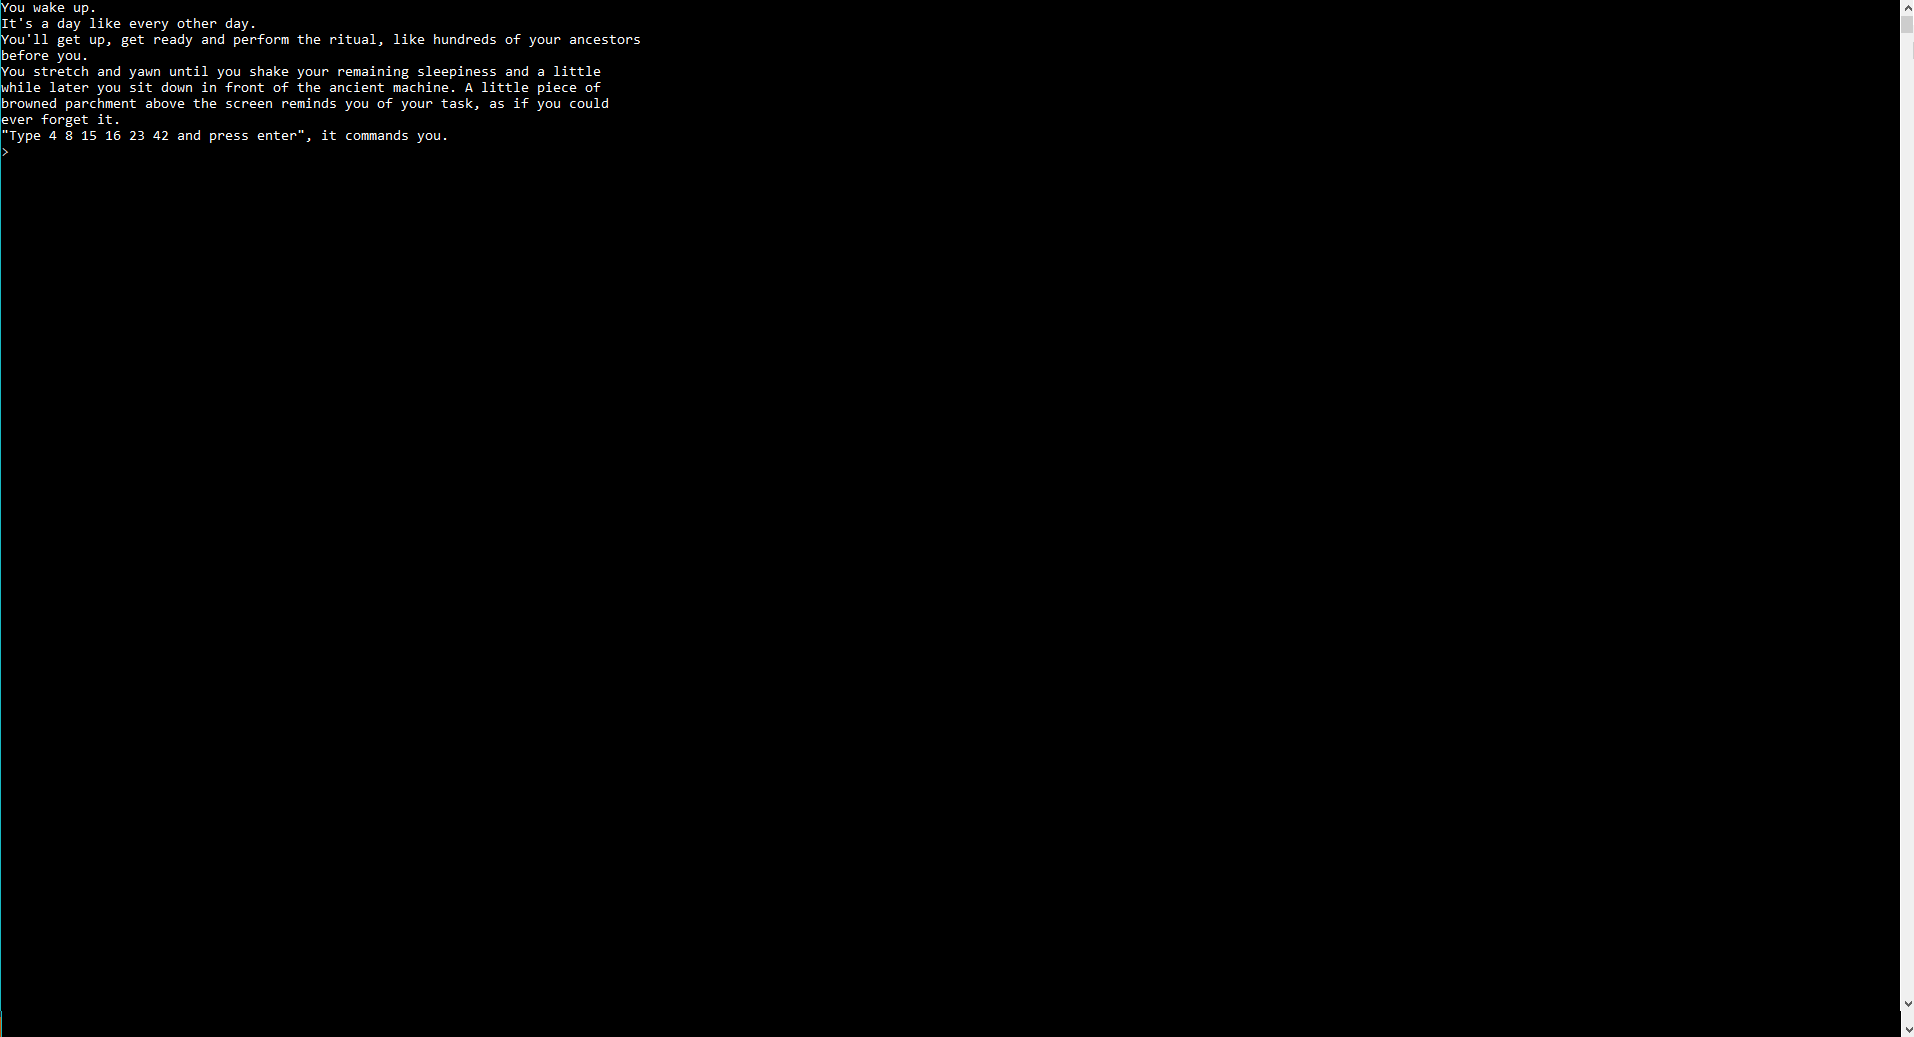 You wake up.
It's a day like every other day.
You'll get up, get ready and perform the ritual, like hundreds of your ancestors
before you.
You stretch and yawn until you shake your remaining sleepiness and a little
while later you sit down in front of the ancient machine. A little piece of
browned parchment above the screen reminds you of your task, as if you could
ever forget it.
"Type 4 8 15 16 23 42 and press enter", it commands you.
>